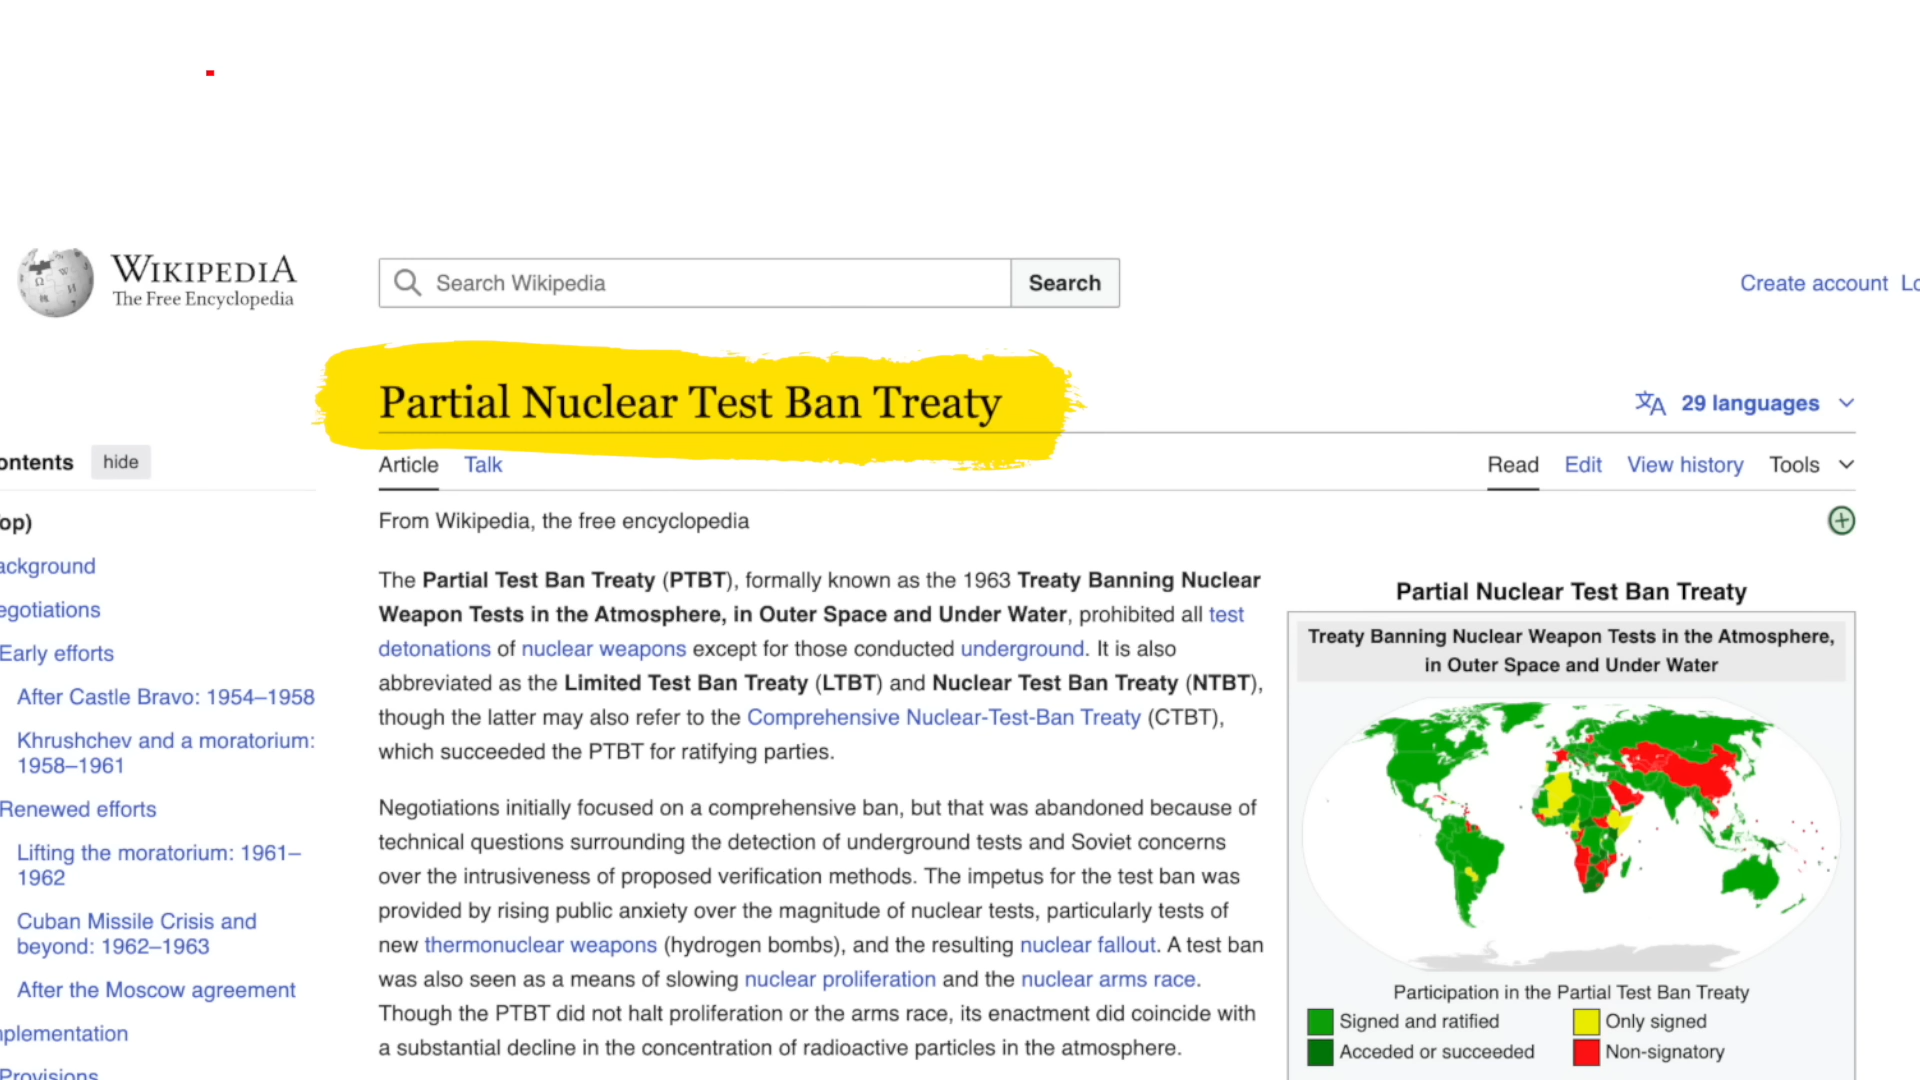 WIKIPEDIA
The Free Encyclopedia
Search Wikipedia
Search
Create account
Partial Nuclear Test Ban Treaty
29 languages
ontents hide
Article Talk
Read Edit View history Tools
op)
ackground
egotiations
Early efforts
After Castle Bravo: 1954–1958
Khrushchev and a moratorium:
1958–1961
Renewed efforts
Lifting the moratorium: 1961–
1962
Cuban Missile Crisis and
beyond: 1962–1963
After the Moscow agreement
plementation
Provisions
From Wikipedia, the free encyclopedia
The Partial Test Ban Treaty (PTBT), formally known as the 1963 Treaty Banning Nuclear
Weapon Tests in the Atmosphere, in Outer Space and Under Water, prohibited all test
detonations of nuclear weapons except for those conducted underground. It is also
abbreviated as the Limited Test Ban Treaty (LTBT) and Nuclear Test Ban Treaty (NTBT),
though the latter may also refer to the Comprehensive Nuclear-Test-Ban Treaty (CTBT),
which succeeded the PTBT for ratifying parties.
Negotiations initially focused on a comprehensive ban, but that was abandoned because of
technical questions surrounding the detection of underground tests and Soviet concerns
over the intrusiveness of proposed verification methods. The impetus for the test ban was
provided by rising public anxiety over the magnitude of nuclear tests, particularly tests of
new thermonuclear weapons (hydrogen bombs), and the resulting nuclear fallout. A test ban
was also seen as a means of slowing nuclear proliferation and the nuclear arms race.
Though the PTBT did not halt proliferation or the arms race, its enactment did coincide with
a substantial decline in the concentration of radioactive particles in the atmosphere.
Partial Nuclear Test Ban Treaty
Treaty Banning Nuclear Weapon Tests in the Atmosphere,
in Outer Space and Under Water
Participation in the Partial Test Ban Treaty
Signed and ratified
Only signed
Acceded or succeeded
Non-signatory